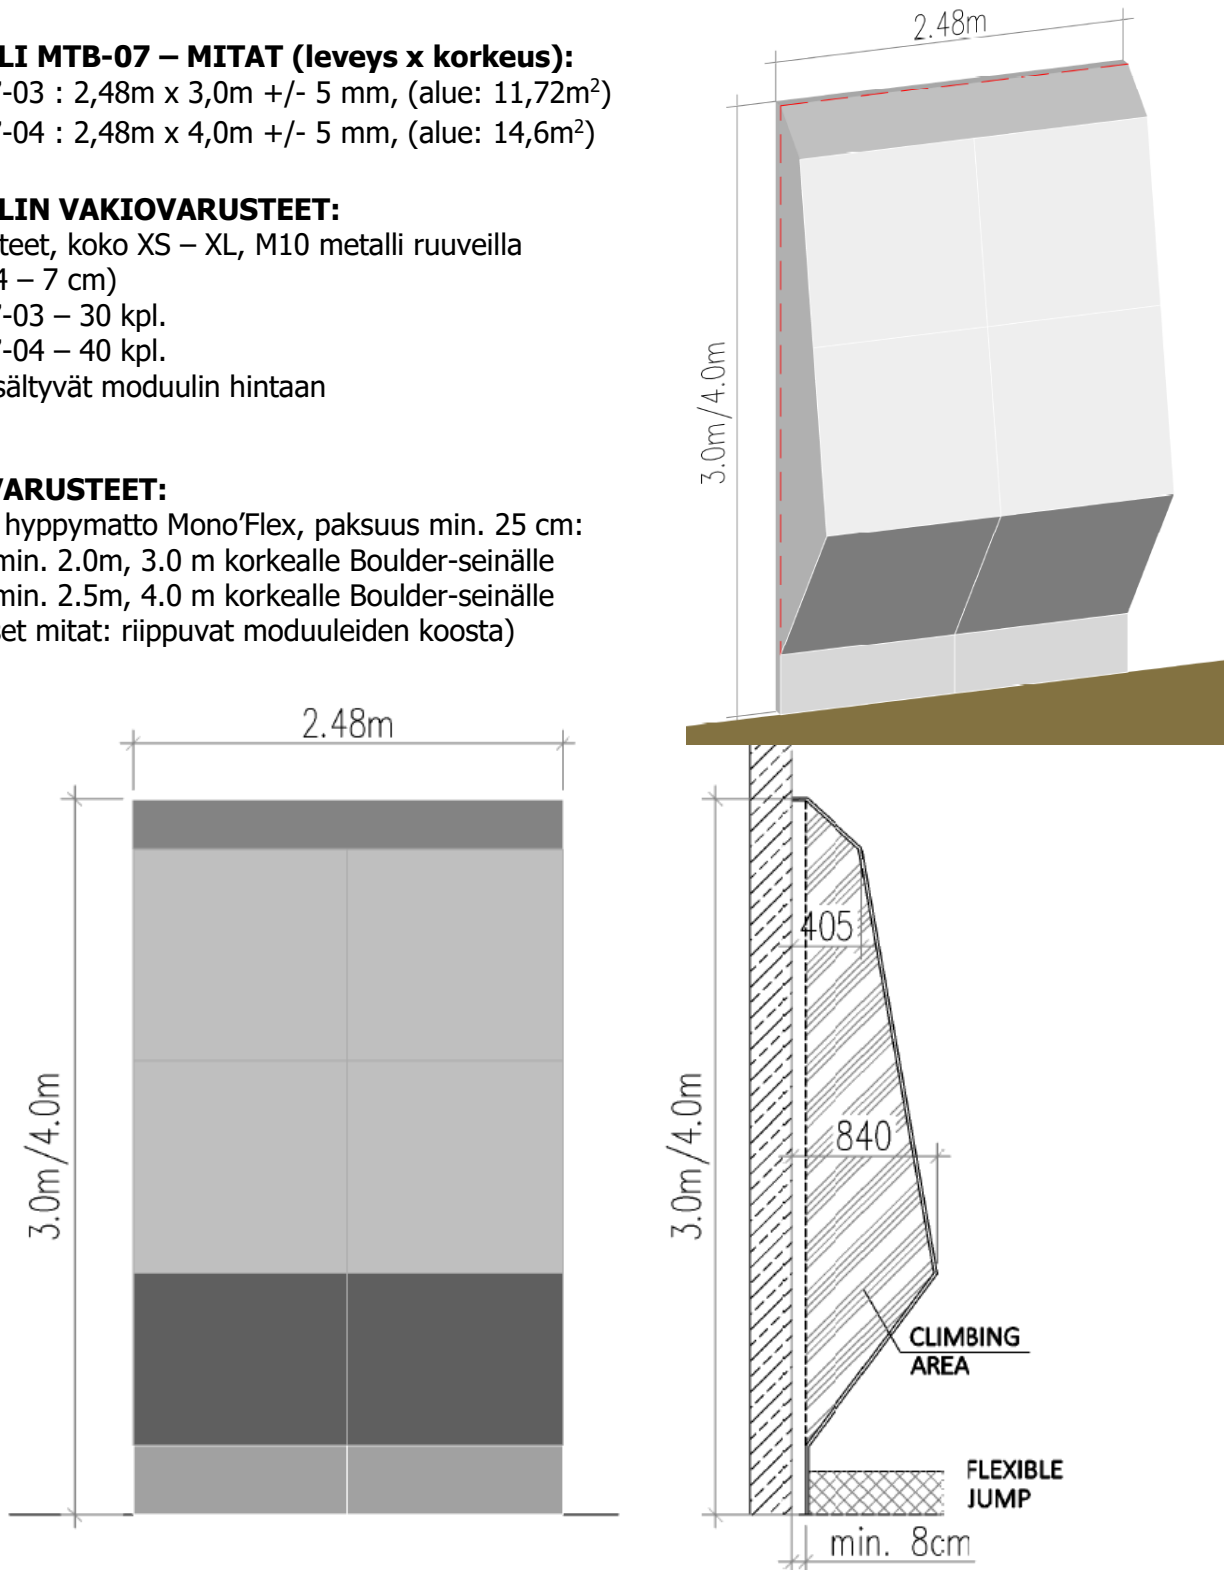 LI MTB-07 – MITAT (leveys x korkeus):
'-03 : 2,48m x 3,0m +/- 5 mm, (alue: 11,72m²)
'-04 : 2,48m x 4,0m +/- 5 mm, (alue: 14,6m²)
LIN VAKIOVARUSTEET:
teet, koko XS – XL, M10 metalli ruuveilla
4 – 7 cm)
'-03 – 30 kpl.
'-04 – 40 kpl.
sältyvät moduulin hintaan
VARUSTEET:
hyppymatto Mono'Flex, paksuus min. 25 cm:
min. 2.0m, 3.0 m korkealle Boulder-seinälle
min. 2.5m, 4.0 m korkealle Boulder-seinälle
set mitat: riippuvat moduuleiden koosta)
2.48m
3.0m/4.0m
2.48m
3.0m/4.0m
3.0m/4.0m
405
840
CLIMBING
AREA
FLEXIBLE
JUMP
min. 8cm